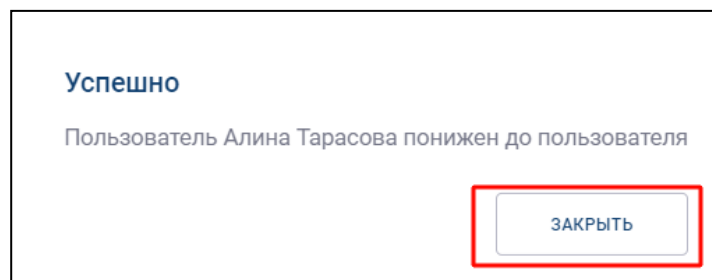 Успешно
Пользователь Алина Тарасова понижен до пользователя
ЗАКРЫТЬ